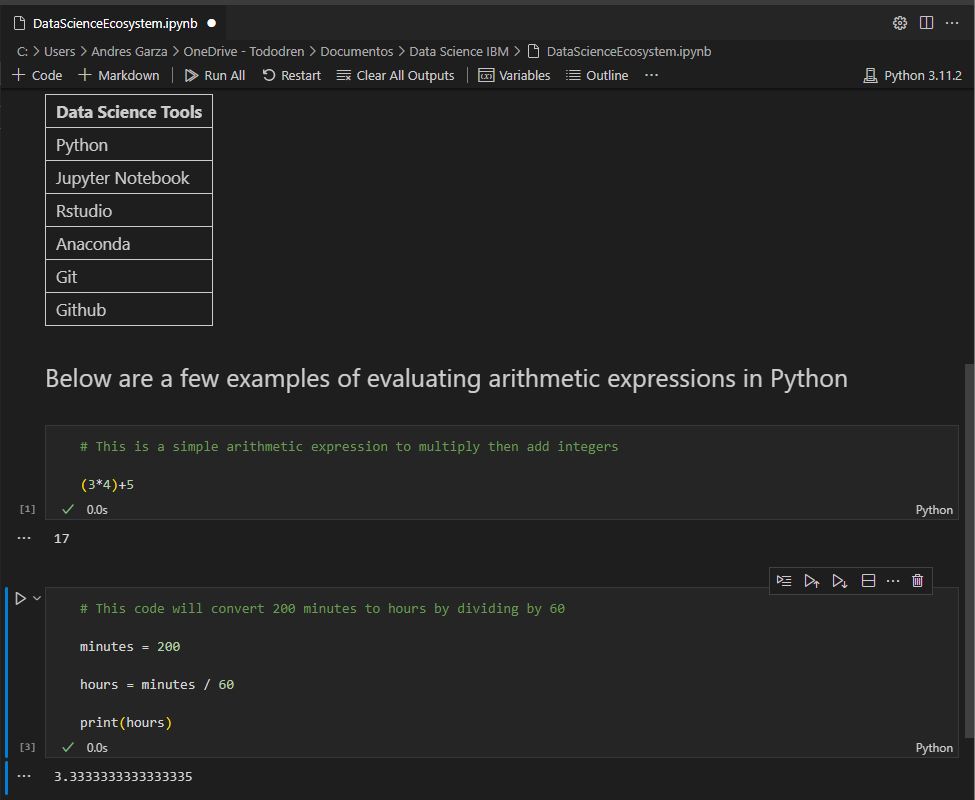 DataScienceEcosystem.ipynb
C: > Users > Andres Garza > OneDrive - Tododren > Documentos > Data Science IBM > DataScienceEcosystem.ipynb
+ Code + Markdown Run All Restart Clear All Outputs Variables Outline ··· Python 3.11.2
Data Science Tools
Python
Jupyter Notebook
Rstudio
Anaconda
Git
Github
Below are a few examples of evaluating arithmetic expressions in Python
# This is a simple arithmetic expression to multiply then add integers
(3*4)+5
[1] 0.0s Python
17
# This code will convert 200 minutes to hours by dividing by 60
minutes = 200
hours = minutes / 60
print(hours)
[3] 0.0s Python
3.3333333333333335